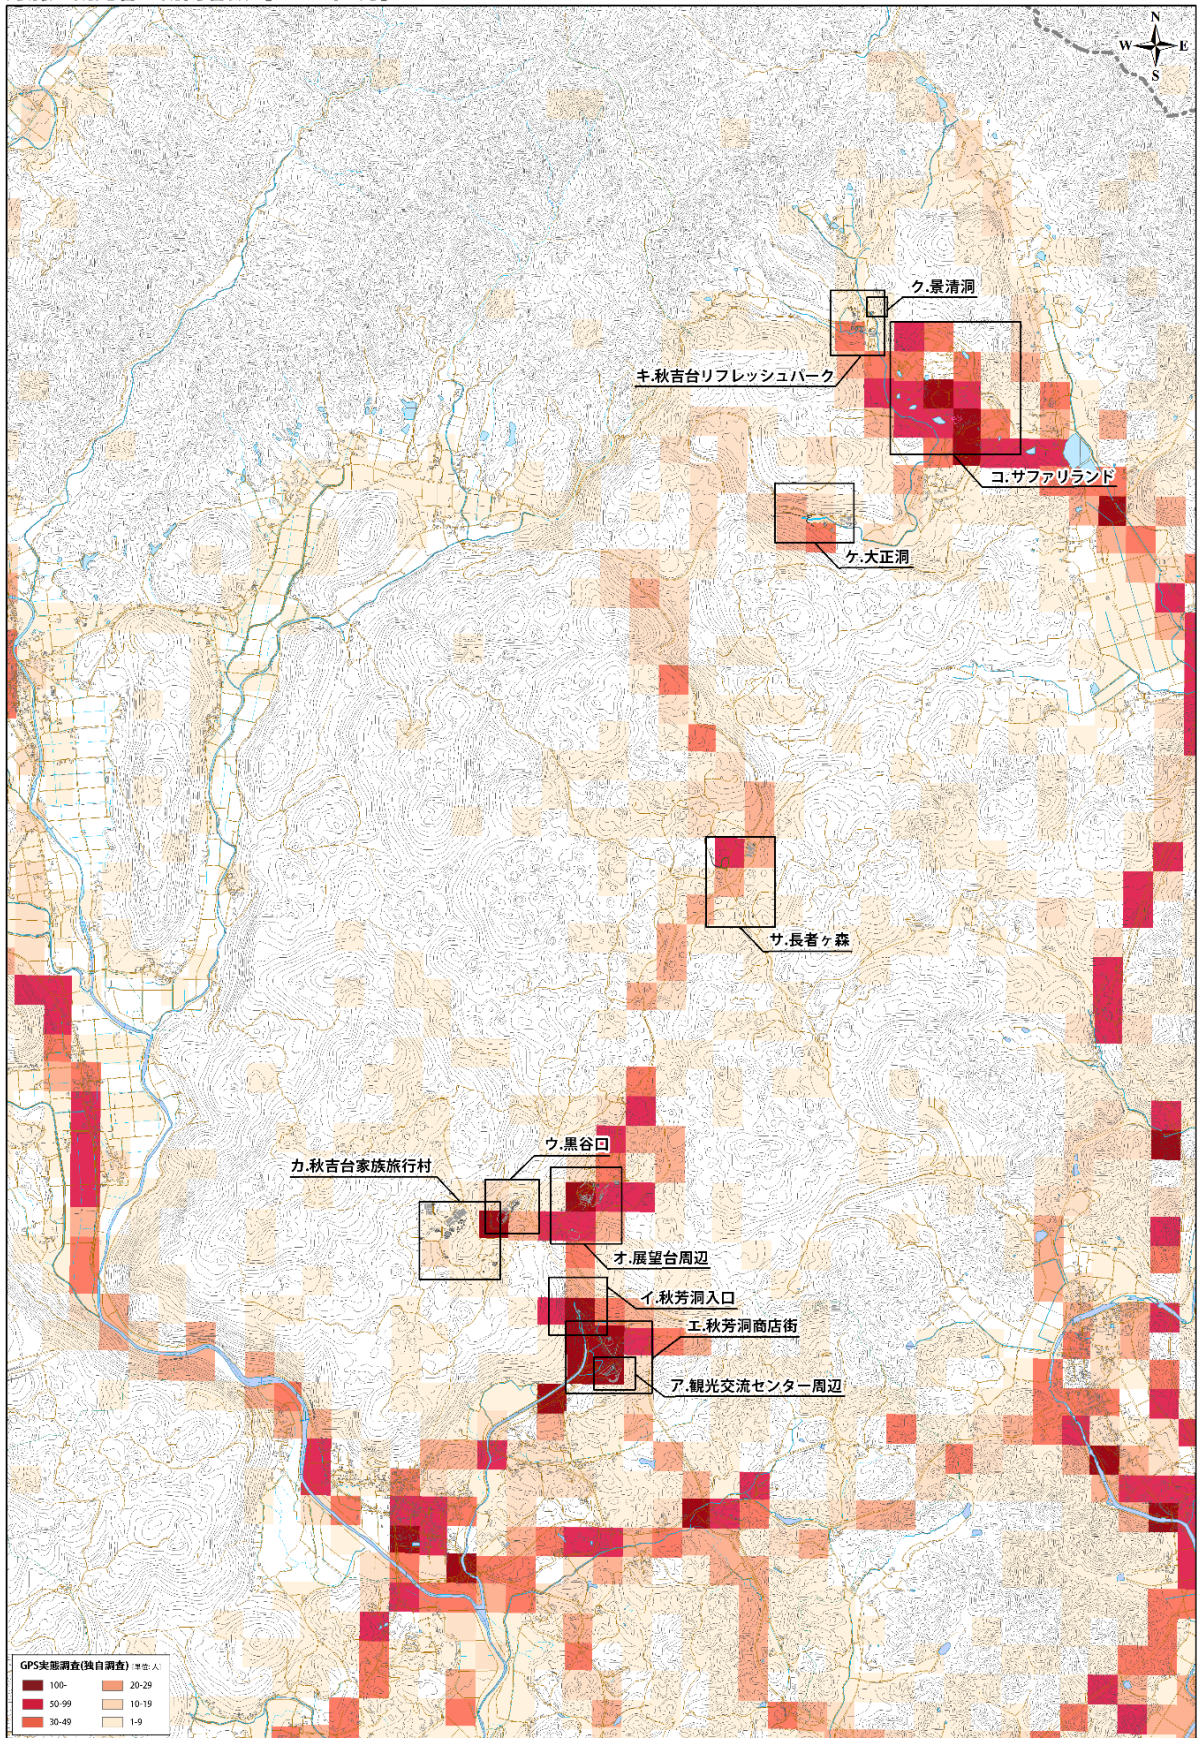 N
W E
S
ク.景清洞
キ.秋吉台リフレッシュパーク
コ.サファリランド
ケ.大正洞
サ.長者ヶ森
ウ.黒谷口
カ.秋吉台家族旅行村
オ.展望台周辺
イ.秋芳洞入口
エ.秋芳洞商店街
ア.観光交流センター周辺
GPS実態調査(独自調査) (単位:人)
100- 20-29
50-99 10-19
30-49 1-9